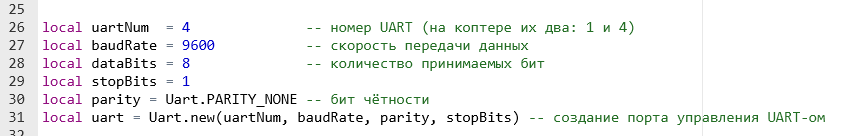 25
26 local uartNum  = 4              -- номер UART (на коптере их два: 1 и 4)
27 local baudRate = 9600           -- скорость передачи данных
28 local dataBits = 8              -- количество принимаемых бит
29 local stopBits = 1
30 local parity = Uart.PARITY_NONE -- бит чётности
31 local uart = Uart.new(uartNum, baudRate, parity, stopBits) -- создание порта управления UART-ом
32